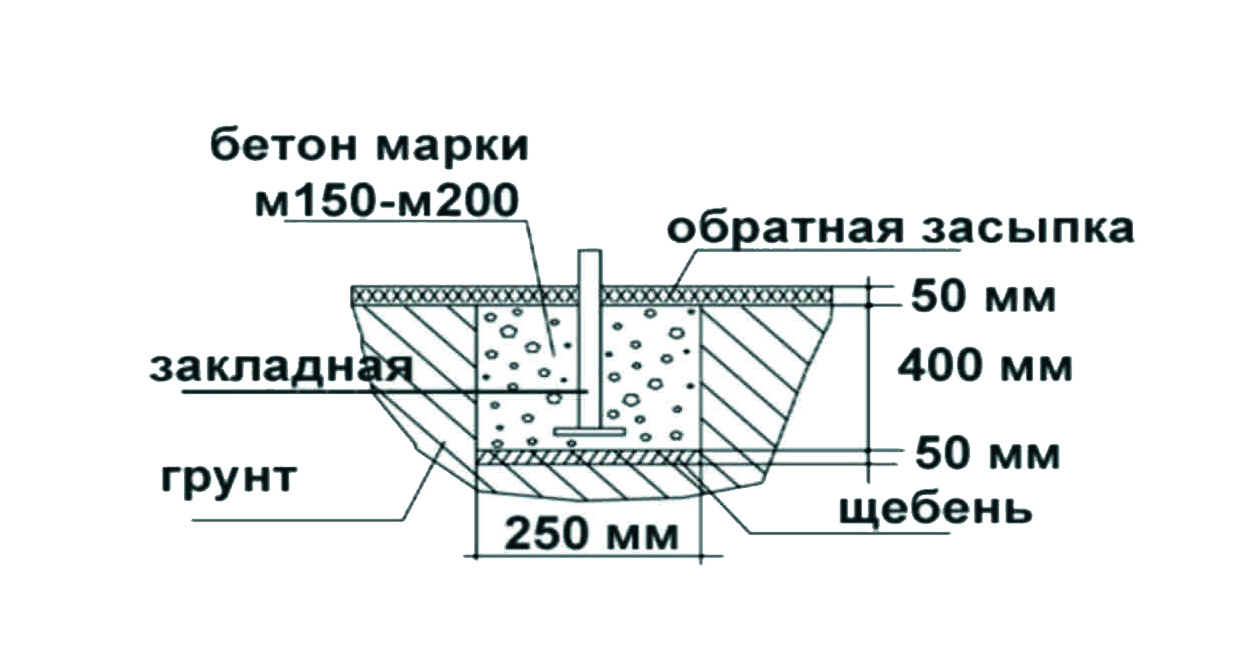 бетон марки
м150-м200
обратная засыпка
50 мм
закладная
400 мм
50 мм
грунт
щебень
250 мм